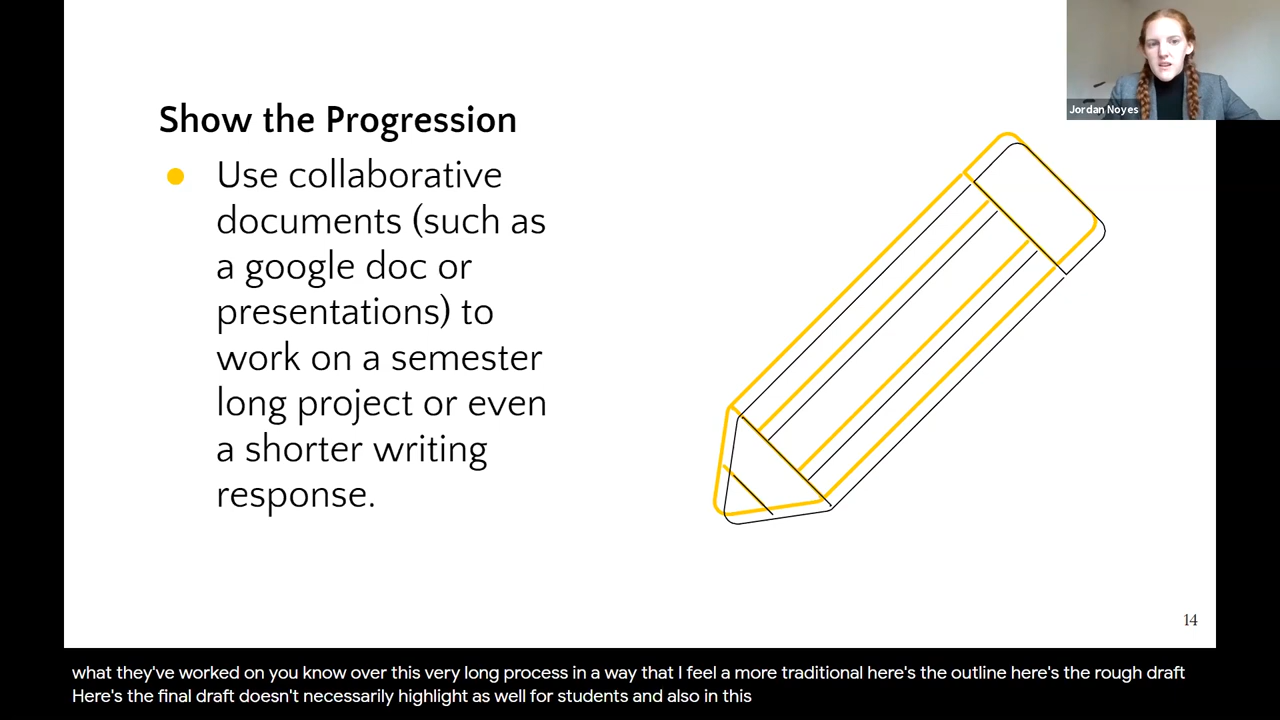 Show the Progression
Use collaborative
documents (such as
a google doc or
presentations) to
work on a semester
long project or even
a shorter writing
response.
Jordan Noyes
14
what they've worked on you know over this very long process in a way that I feel a more traditional here's the outline here's the rough draft
Here's the final draft doesn't necessarily highlight as well for students and also in this